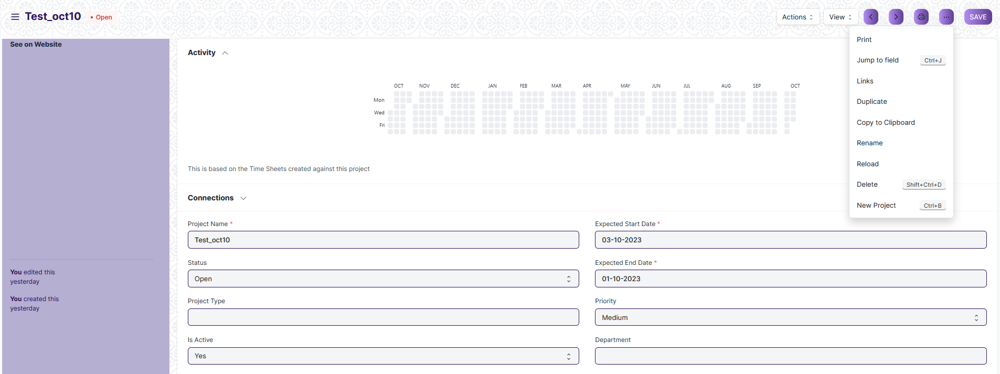 Test_oct10
• Open
Actions
View
...
SAVE
See on Website
Print
Jump to field Ctrl+J
Links
Duplicate
Copy to Clipboard
Rename
Reload
Delete Shift+Ctrl+D
New Project Ctrl+B
Activity
OCT NOV DEC JAN FEB MAR APR MAY JUN JUL AUG SEP OCT
Mon
Wed
Fri
This is based on the Time Sheets created against this project
Connections
Project Name *
Test_oct10
Expected Start Date *
03-10-2023
Status
Open
Expected End Date *
01-10-2023
Project Type
Priority
Medium
Is Active
Yes
Department
You edited this
yesterday
You created this
yesterday